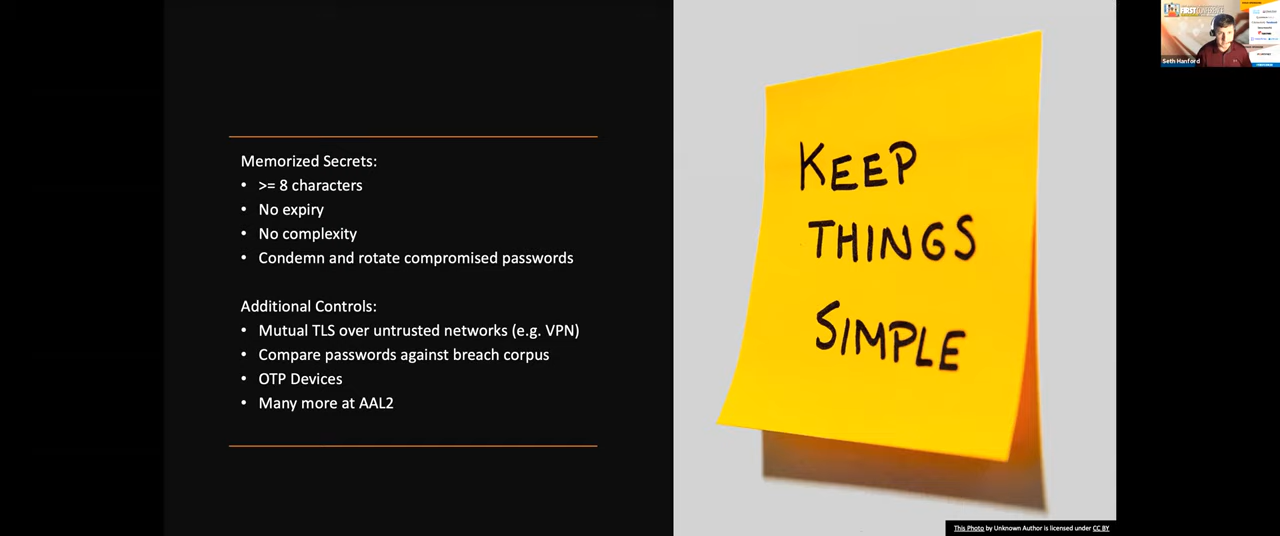 Memorized Secrets:
• >= 8 characters
• No expiry
• No complexity
• Condemn and rotate compromised passwords
Additional Controls:
• Mutual TLS over untrusted networks (e.g. VPN)
• Compare passwords against breach corpus
• OTP Devices
• Many more at AAL2
KEEP
THINGS
SIMPLE
This Photo by Unknown Author is licensed under CC BY
FIRST
Seth Hanford